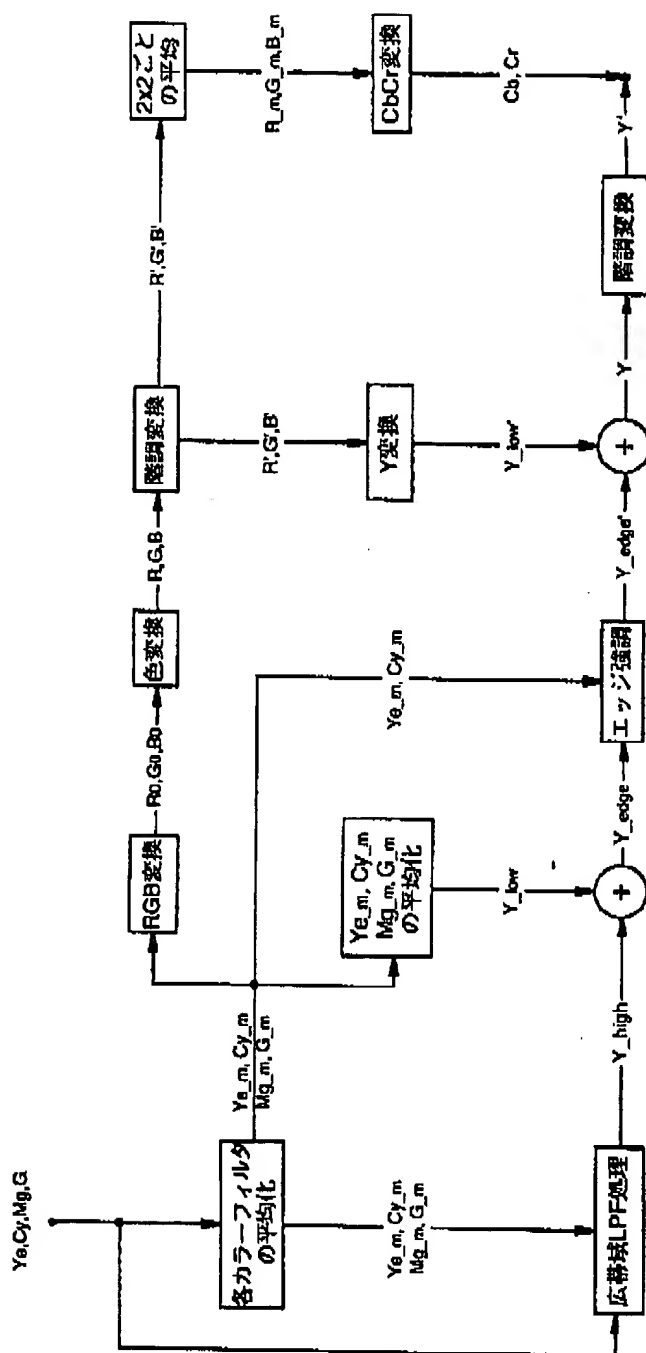 Ye,Cy,Mg,G
各カラーフィルタ
の平均化
Ye_m, Cy_m
Mg_m, G_m
Ye_m, Cy_m
Mg_m, G_m
広帯域LPF処理
RGB変換
R0,G0,B0
色変換
R,G,B
階調変換
R',G',B'
2x2ごと
の平均
R_m,G_m,B_m
CbCr変換
Cb, Cr
R',G',B'
Y変換
Y_low'
Ye_m, Cy_m
Ye_m, Cy_m
Mg_m, G_m
の平均化
Y_low
Y_high
+
Y_edge
エッジ強調
Y_edge'
+
Y
階調変換
Y'